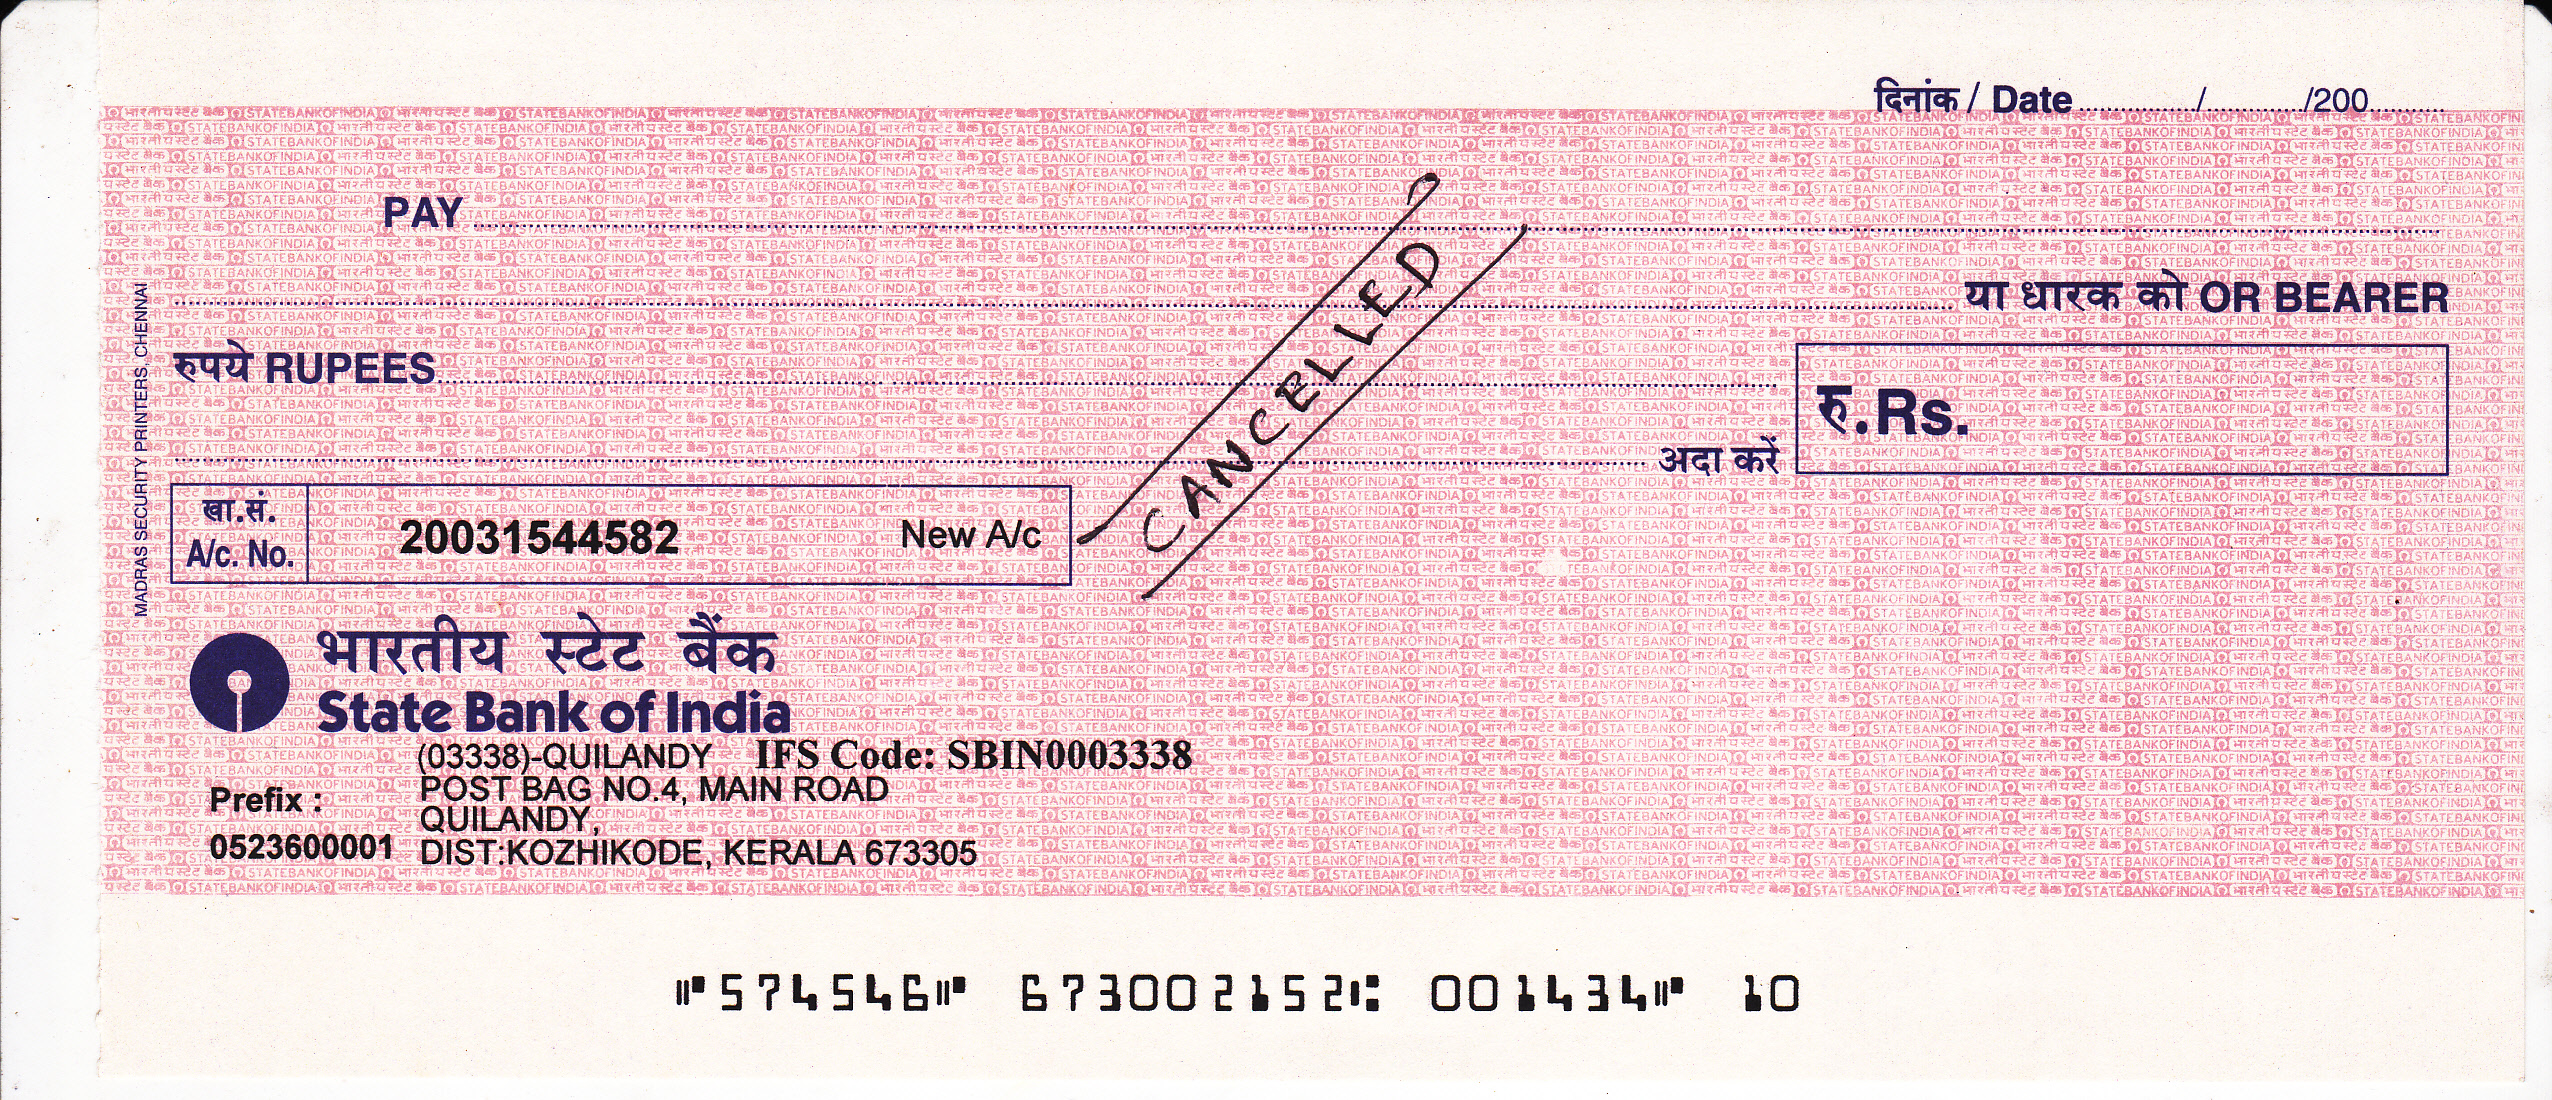 दिनांक / Date ............/............/200............
PAY
या धारक को OR BEARER
रुपये RUPEES
अदा करें
रु.Rs.
CANCELLED
खा.सं.
A/c. No.
20031544582 New A/c
MADRAS SECURITY PRINTERS, CHENNAI
भारतीय स्टेट बैंक
State Bank of India
(03338)-QUILANDY IFS Code: SBIN0003338
POST BAG NO.4, MAIN ROAD
QUILANDY,
DIST:KOZHIKODE, KERALA 673305
Prefix :
0523600001
⑈574546⑈ 673002152⑆ 001434⑈ 10